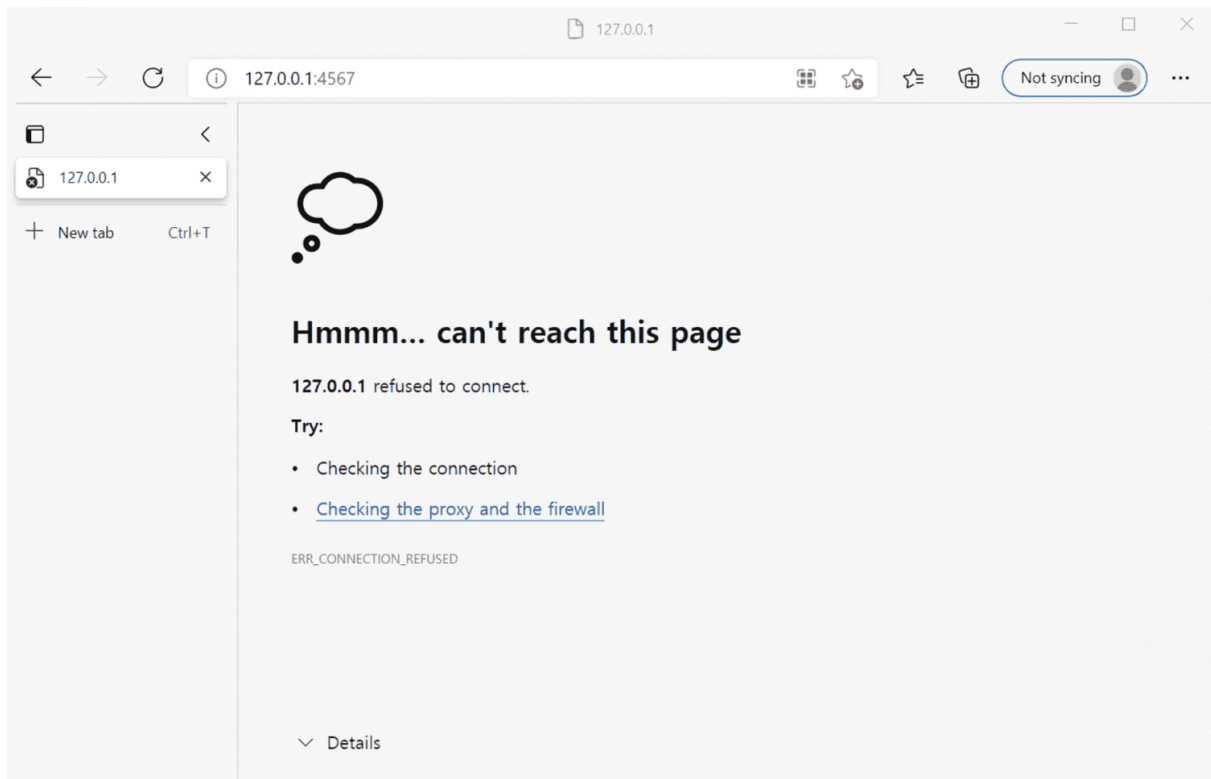 127.0.0.1
127.0.0.1:4567
Not syncing
127.0.0.1
New tab Ctrl+T
Hmmm... can't reach this page
127.0.0.1 refused to connect.
Try:
• Checking the connection
• Checking the proxy and the firewall
ERR_CONNECTION_REFUSED
Details